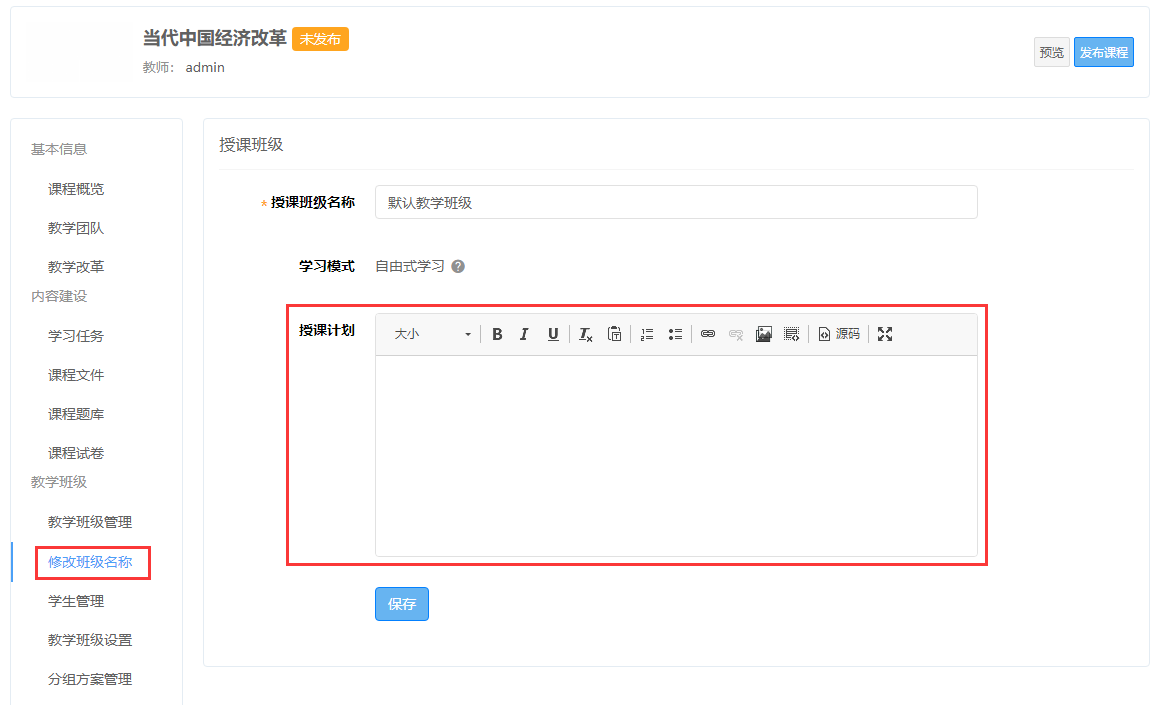 当代中国经济改革 未发布
教师： admin
预览 发布课程
基本信息
课程概览
教学团队
教学改革
内容建设
学习任务
课程文件
课程题库
课程试卷
教学班级
教学班级管理
修改班级名称
学生管理
教学班级设置
分组方案管理
授课班级
* 授课班级名称 默认教学班级
学习模式 自由式学习 ?
授课计划 大小 B I U Tx 源码
保存